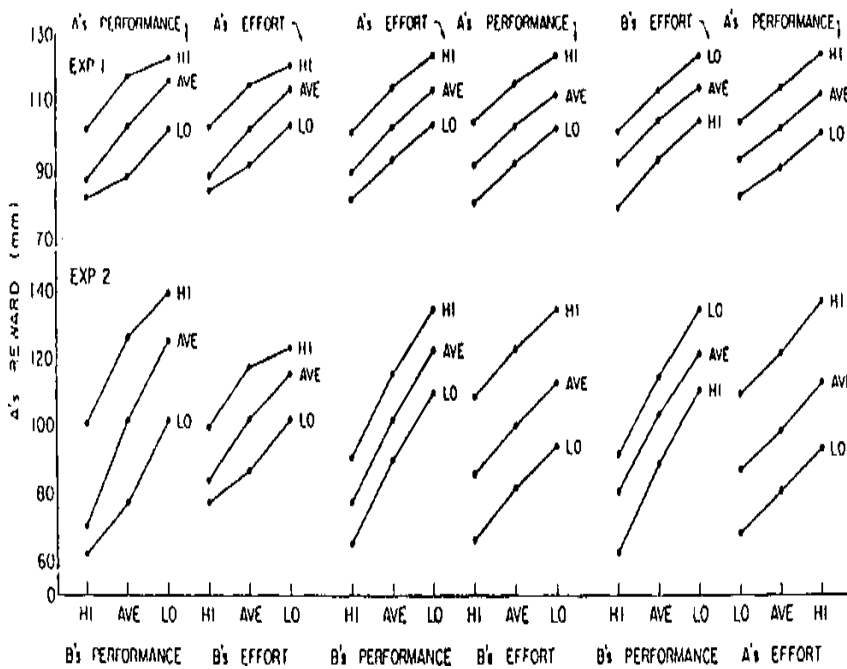 A's PERFORMANCE A's EFFORT A's EFFORT A's PERFORMANCE B's EFFORT A's PERFORMANCE
130
110
90
70
EXP 1
HI
AVE
LO
HI
AVE
LO
HI
AVE
LO
HI
AVE
LO
LO
AVE
HI
HI
AVE
LO
A's REWARD (mm)
EXP 2
140
120
100
80
60
0
HI
AVE
LO
HI
AVE
LO
HI
AVE
LO
HI
AVE
LO
LO
AVE
HI
HI
AVE
LO
HI AVE LO HI AVE LO HI AVE LO HI AVE LO HI AVE LO LO AVE HI
B's PERFORMANCE B's EFFORT B's PERFORMANCE B's EFFORT B's PERFORMANCE A's EFFORT